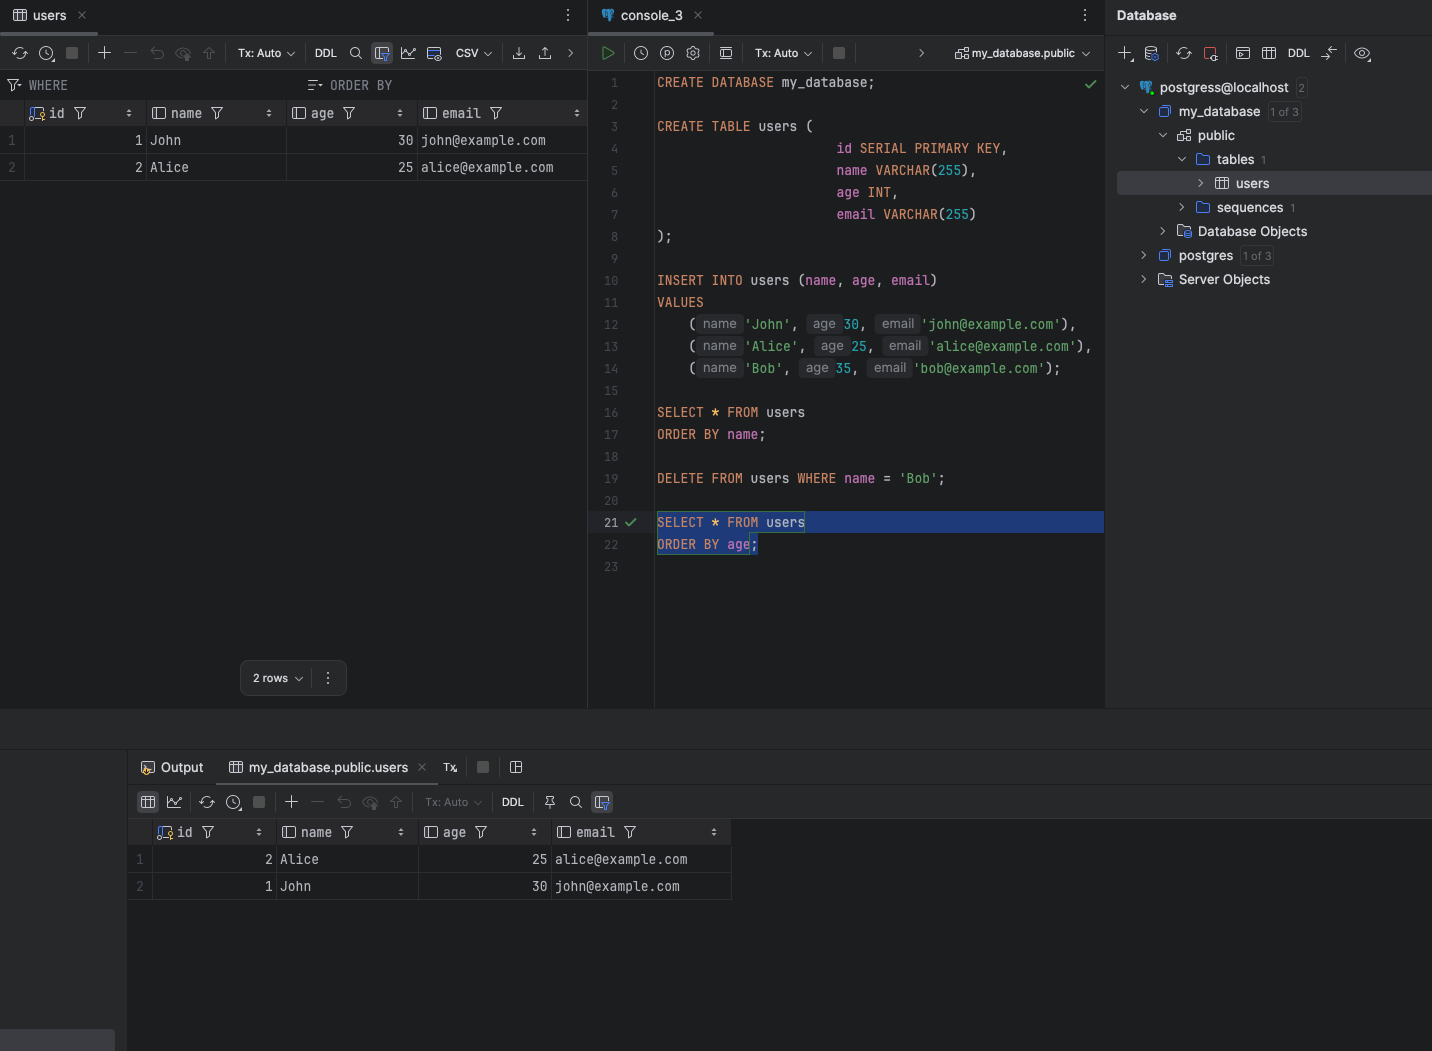 users
Tx: Auto
DDL
CSV
WHERE
ORDER BY
id name age email
1 1 John 30 john@example.com
2 2 Alice 25 alice@example.com
2 rows
console_3
Tx: Auto
my_database.public
1 CREATE DATABASE my_database;
2
3 CREATE TABLE users (
4 id SERIAL PRIMARY KEY,
5 name VARCHAR(255),
6 age INT,
7 email VARCHAR(255)
8 );
9
10 INSERT INTO users (name, age, email)
11 VALUES
12 ( name 'John', age 30, email 'john@example.com'),
13 ( name 'Alice', age 25, email 'alice@example.com'),
14 ( name 'Bob', age 35, email 'bob@example.com');
15
16 SELECT * FROM users
17 ORDER BY name;
18
19 DELETE FROM users WHERE name = 'Bob';
20
21 SELECT * FROM users
22 ORDER BY age;
23
Database
DDL
postgress@localhost 2
my_database 1 of 3
public
tables 1
users
sequences 1
Database Objects
postgres 1 of 3
Server Objects
Output
my_database.public.users
Tx
Tx: Auto
DDL
id name age email
1 2 Alice 25 alice@example.com
2 1 John 30 john@example.com